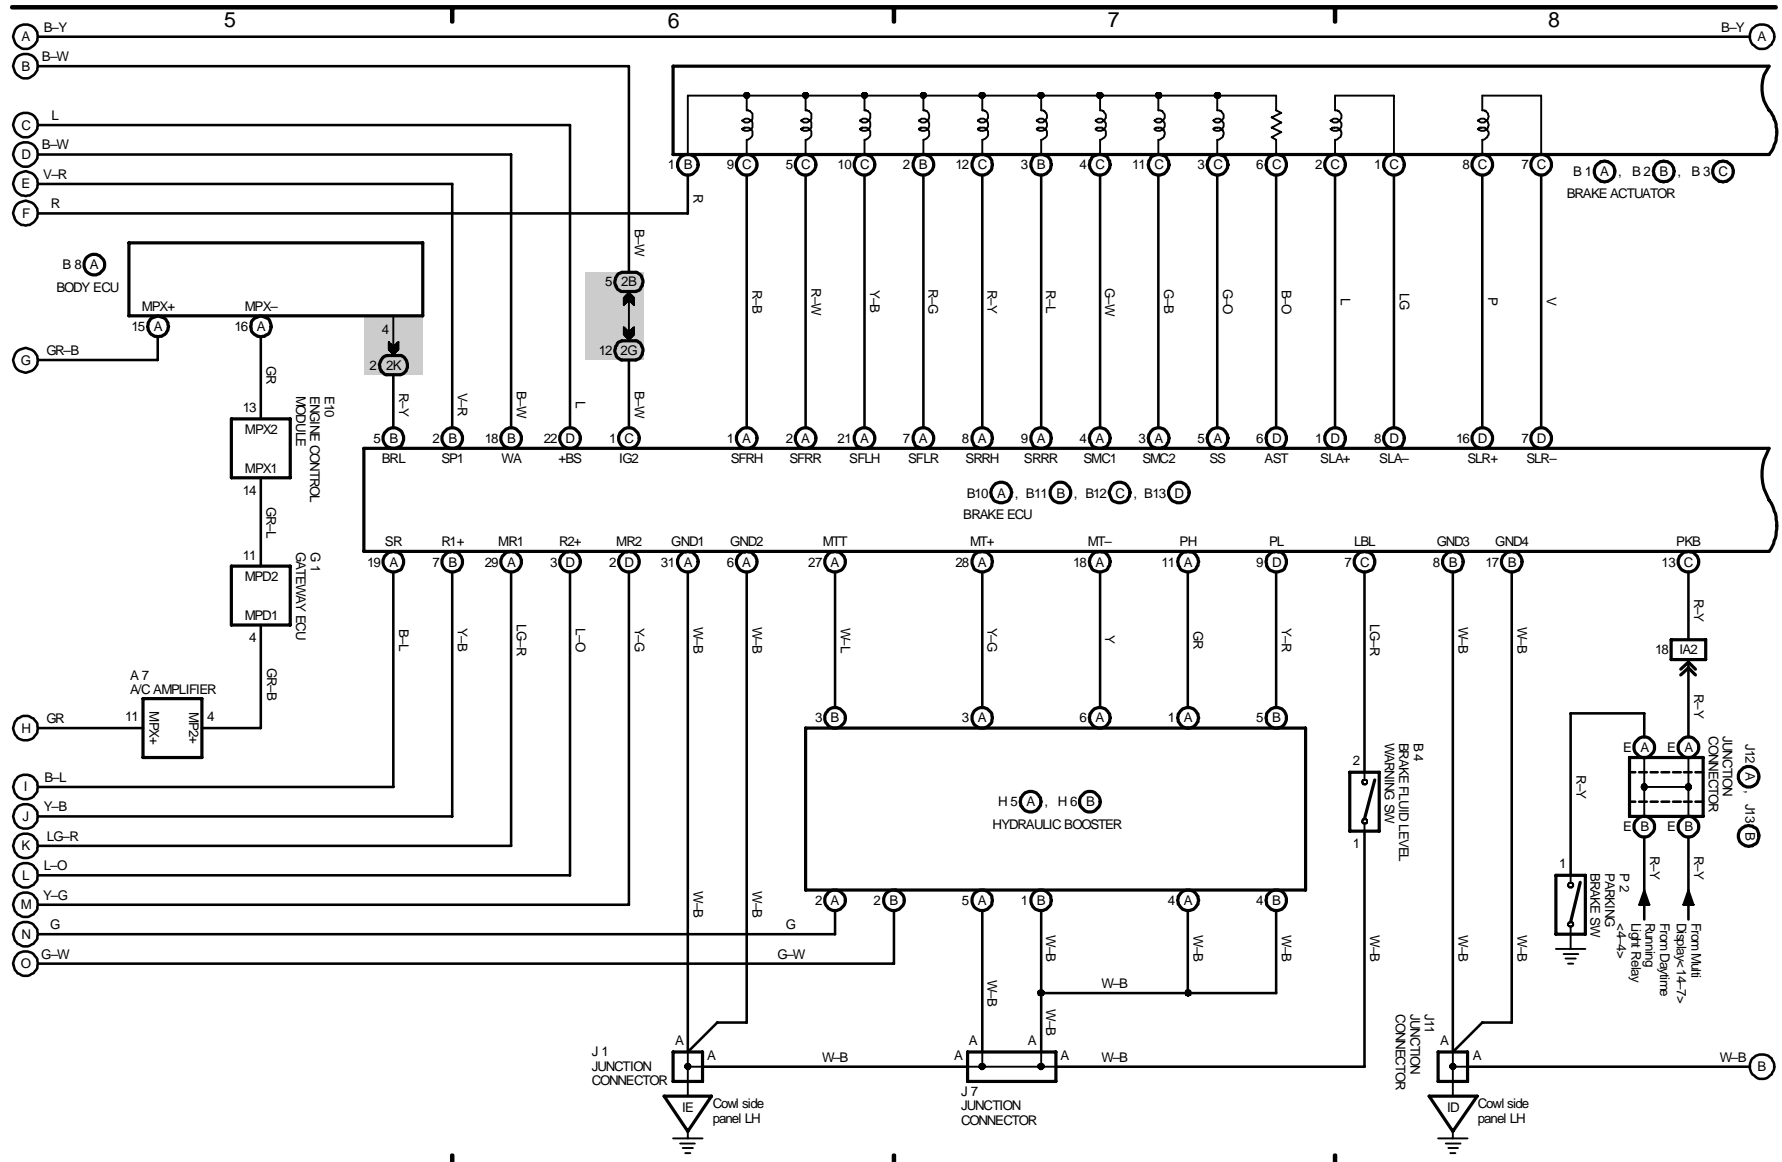 5 6 7 8
A B–Y B–Y A
B B–W
C L
D B–W
E V–R
F R
1 B 9 C 5 C 10 C 2 B 12 C 3 B 4 C 11 C 3 C 6 C 2 C 1 C 8 C 7 C
B 1 A , B 2 B , B 3 C
BRAKE ACTUATOR
R
B–W
B 8 A
BODY ECU
MPX+ MPX–
15 A 16 A
4
2 2K
5 2B
12 2G
G GR–B
GR
R–Y V–R B–W L B–W
R–B R–W Y–B R–G R–Y R–L G–W G–B G–O B–O L LG P V
13
MPX2
MPX1
14
E10
ENGINE CONTROL
MODULE
5 B 2 B 18 B 22 D 1 C 1 A 2 A 21 A 7 A 8 A 9 A 4 A 3 A 5 A 6 D 1 D 8 D 16 D 7 D
BRL SP1 WA +BS IG2 SFRH SFRR SFLH SFLR SRRH SRRR SMC1 SMC2 SS AST SLA+ SLA– SLR+ SLR–
B10 A , B11 B , B12 C , B13 D
BRAKE ECU
SR R1+ MR1 R2+ MR2 GND1 GND2 MTT MT+ MT– PH PL LBL GND3 GND4 PKB
19 A 7 B 29 A 3 D 2 D 31 A 6 A 27 A 28 A 18 A 11 A 9 D 7 C 8 B 17 B 13 C
GR–L
11
MPD2
MPD1
4
G 1
GATEWAY ECU
GR–B
B–L Y–B LG–R L–O Y–G W–B W–B W–L Y–G Y GR Y–R LG–R W–B W–B R–Y
18 IA2
R–Y
A 7
A/C AMPLIFIER
11 MPX+ MP2+ 4
H GR
3 B 3 A 6 A 1 A 5 B
H 5 A , H 6 B
HYDRAULIC BOOSTER
2 A 2 B 5 A 1 B 4 A 4 B
B 4
BRAKE FLUID LEVEL
WARNING SW
2
1
E A E A
E B E B
J12 A , J13 B
JUNCTION
CONNECTOR
R–Y
R–Y R–Y
1
P 2
PARKING
BRAKE SW
<4–4>
From Multi
Display<14–7>
From Daytime
Running
Light Relay
I B–L
J Y–B
K LG–R
L L–O
M Y–G
N G G
O G–W G–W
W–B W–B
W–B W–B W–B W–B W–B W–B
W–B W–B
W–B
A A W–B A A A A W–B
J 1
JUNCTION
CONNECTOR
IE
Cowl side
panel LH
J 7
JUNCTION
CONNECTOR
J11
JUNCTION
CONNECTOR
A A
W–B B
ID
Cowl side
panel LH